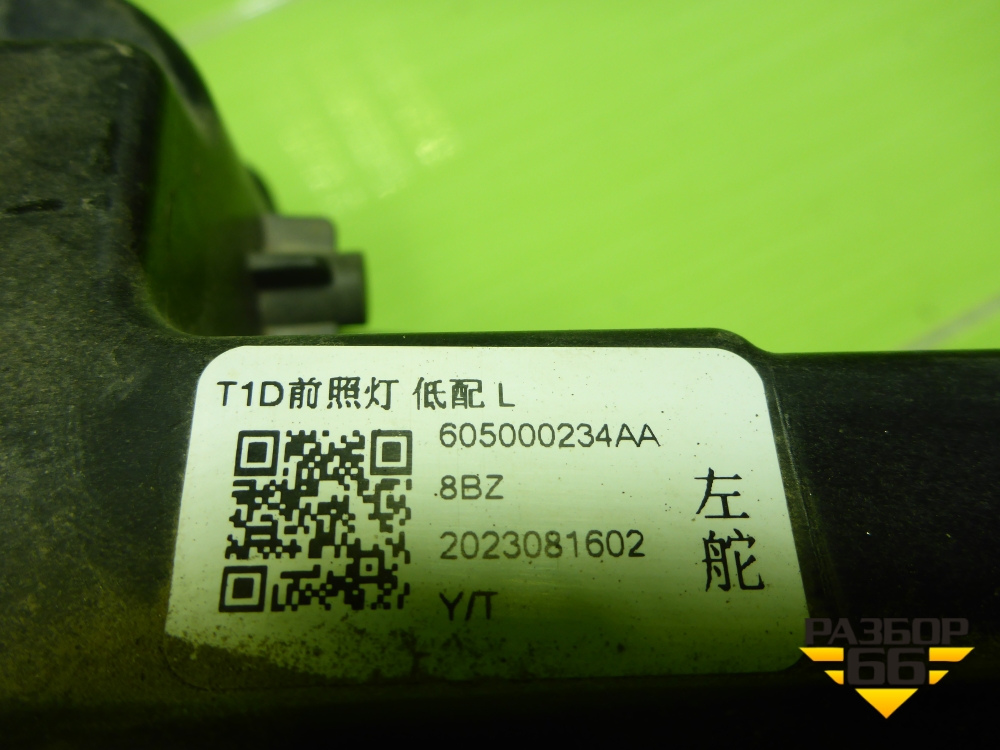 T1D前照灯 低配 L
605000234AA
8BZ
2023081602
Y/T
左舵
РАЗБОР
66